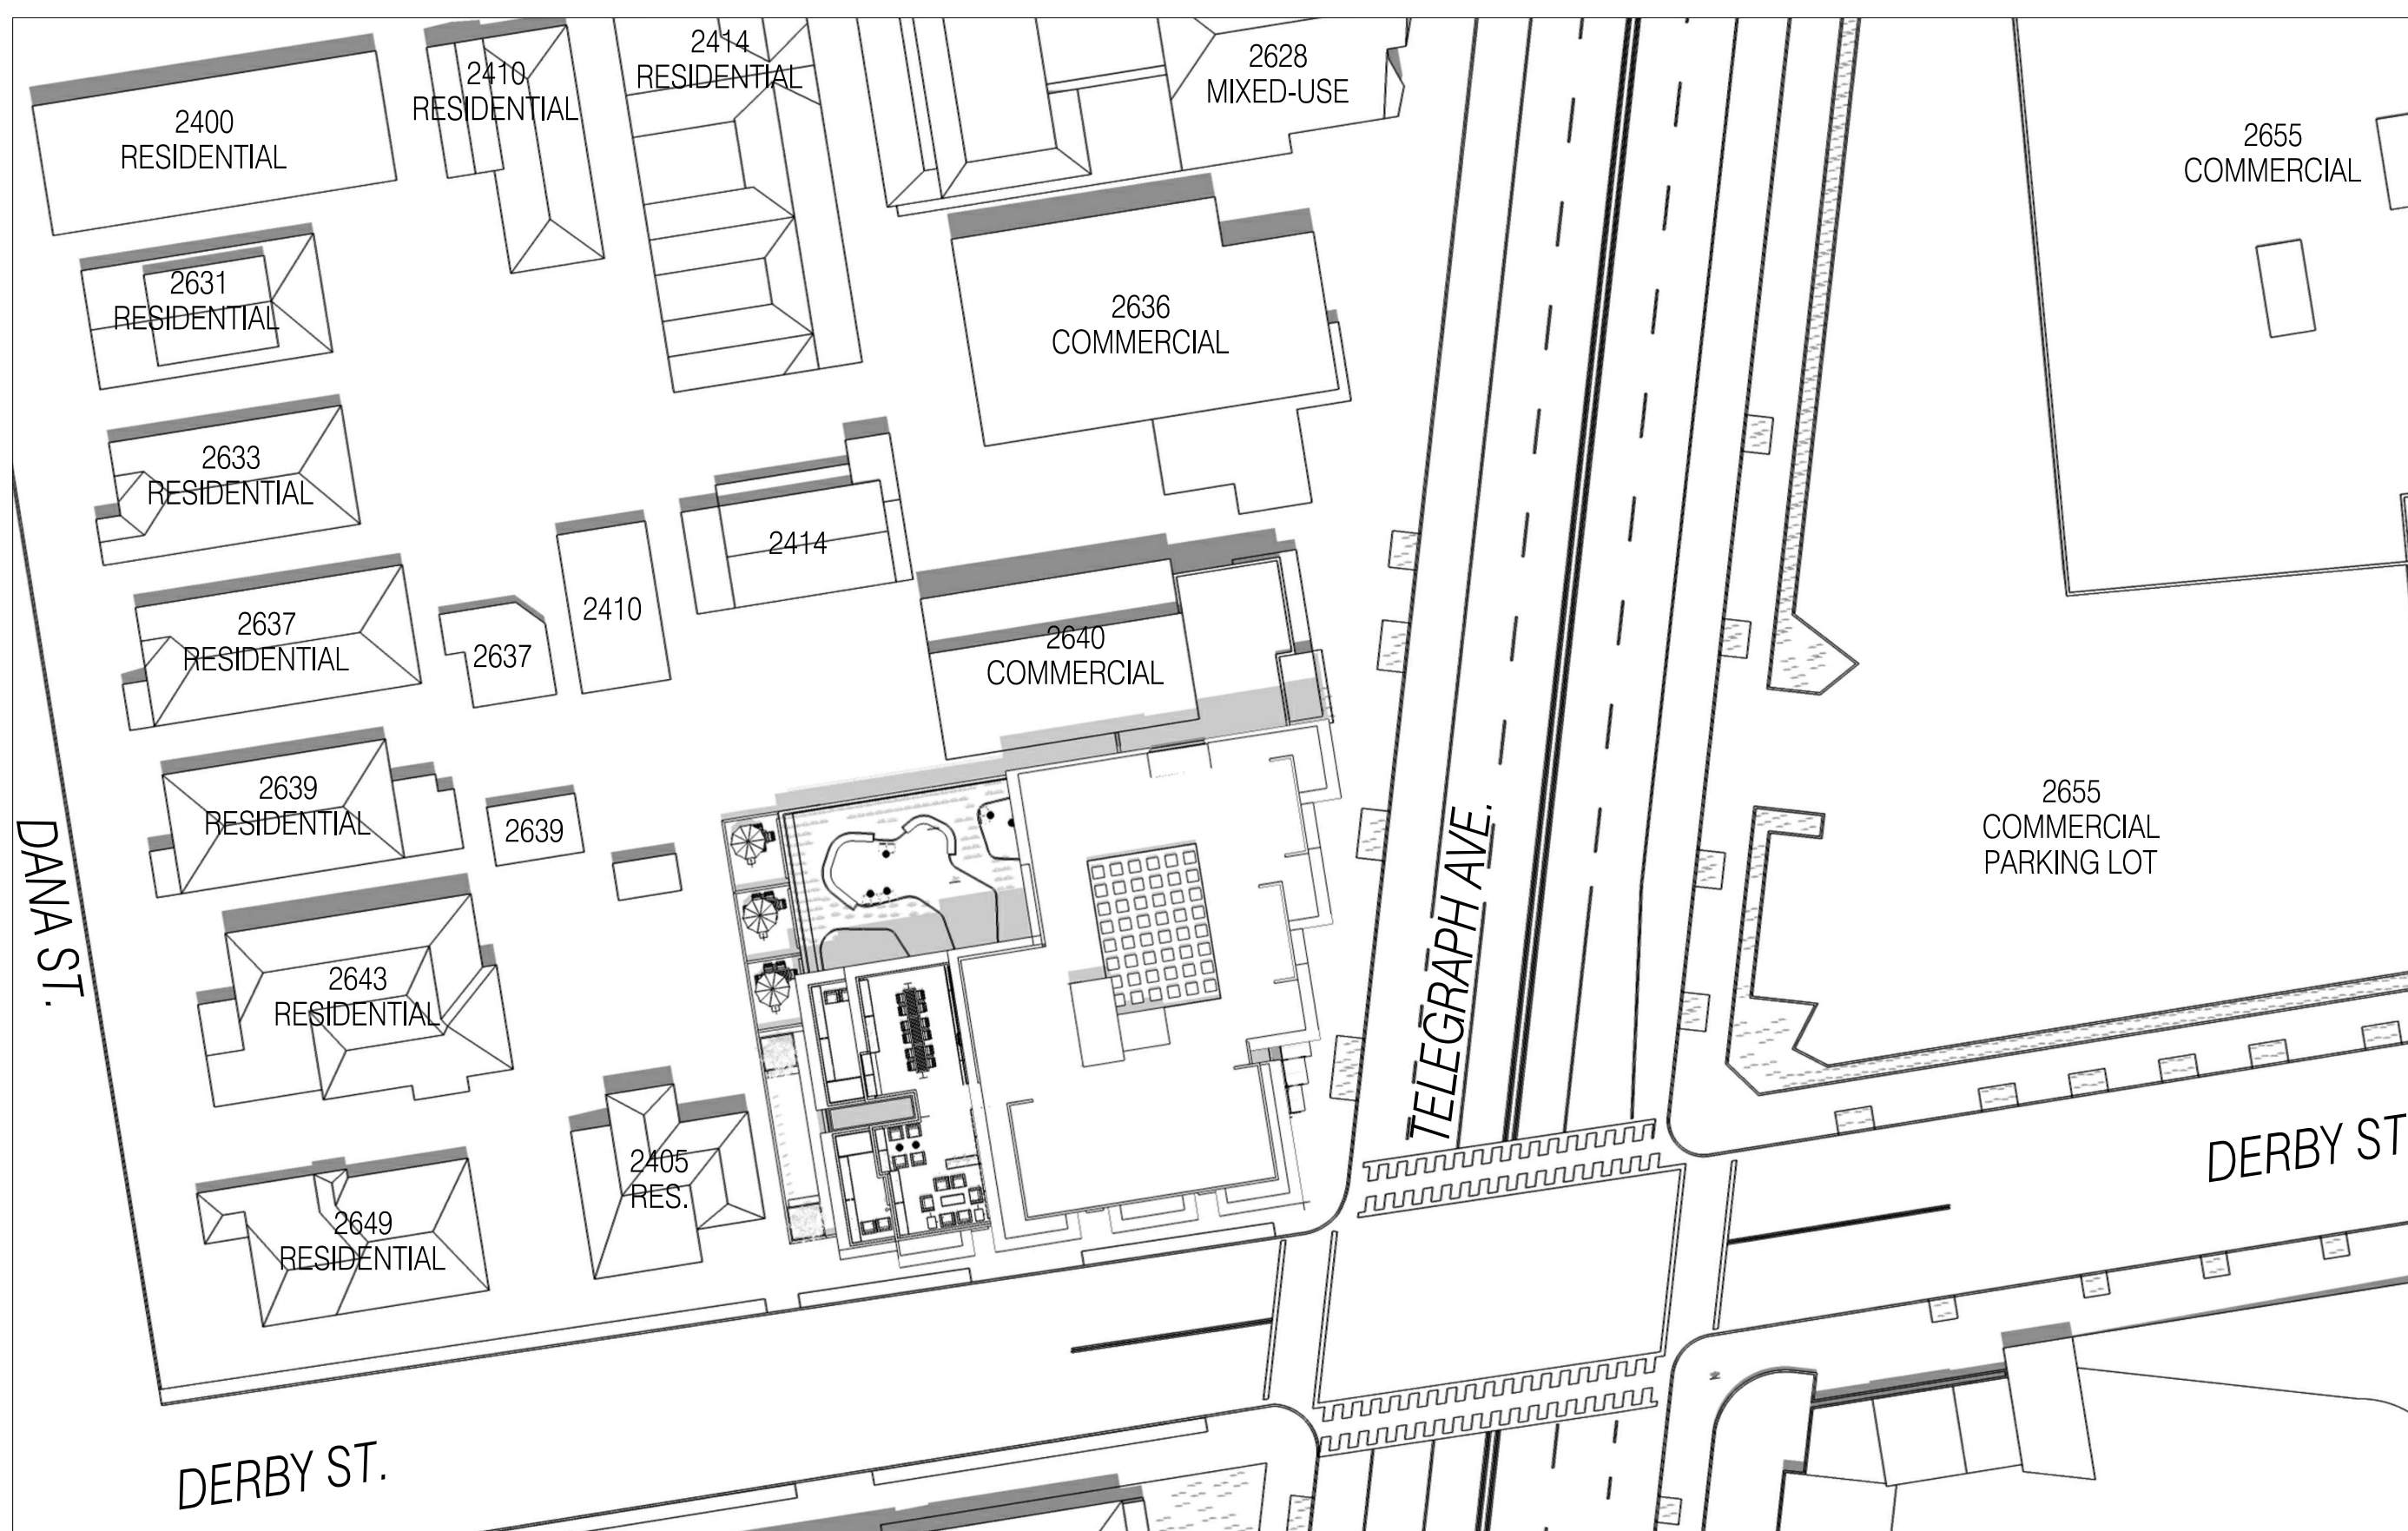 2400
RESIDENTIAL
2410
RESIDENTIAL
2414
RESIDENTIAL
2628
MIXED-USE
2655
COMMERCIAL
2631
RESIDENTIAL
2636
COMMERCIAL
2633
RESIDENTIAL
2414
2637
RESIDENTIAL
2637
2410
2640
COMMERCIAL
2639
RESIDENTIAL
2639
2655
COMMERCIAL
PARKING LOT
DANA ST.
TELEGRAPH AVE.
2643
RESIDENTIAL
2405
RES.
2649
RESIDENTIAL
DERBY ST
DERBY ST.